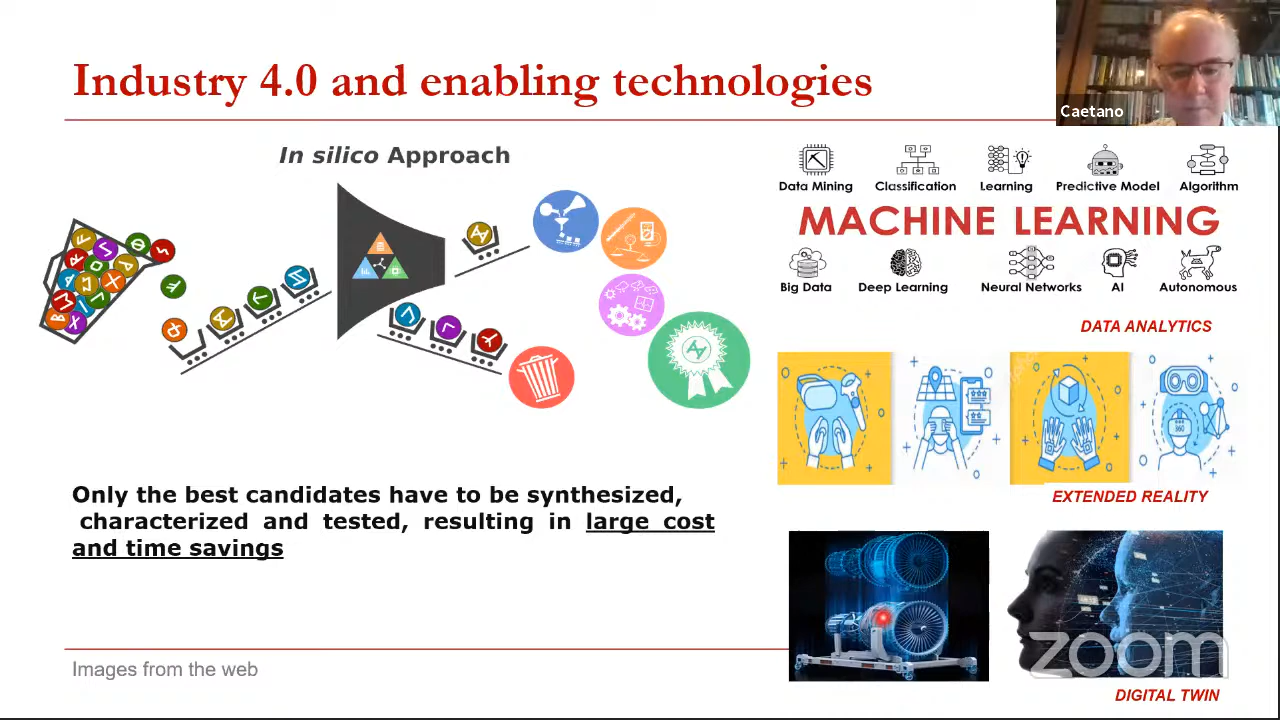 Industry 4.0 and enabling technologies
Caetano
In silico Approach
Data Mining Classification Learning Predictive Model Algorithm
MACHINE LEARNING
Big Data Deep Learning Neural Networks AI Autonomous
DATA ANALYTICS
360
EXTENDED REALITY
Only the best candidates have to be synthesized,
characterized and tested, resulting in large cost
and time savings
Images from the web
zoom
DIGITAL TWIN